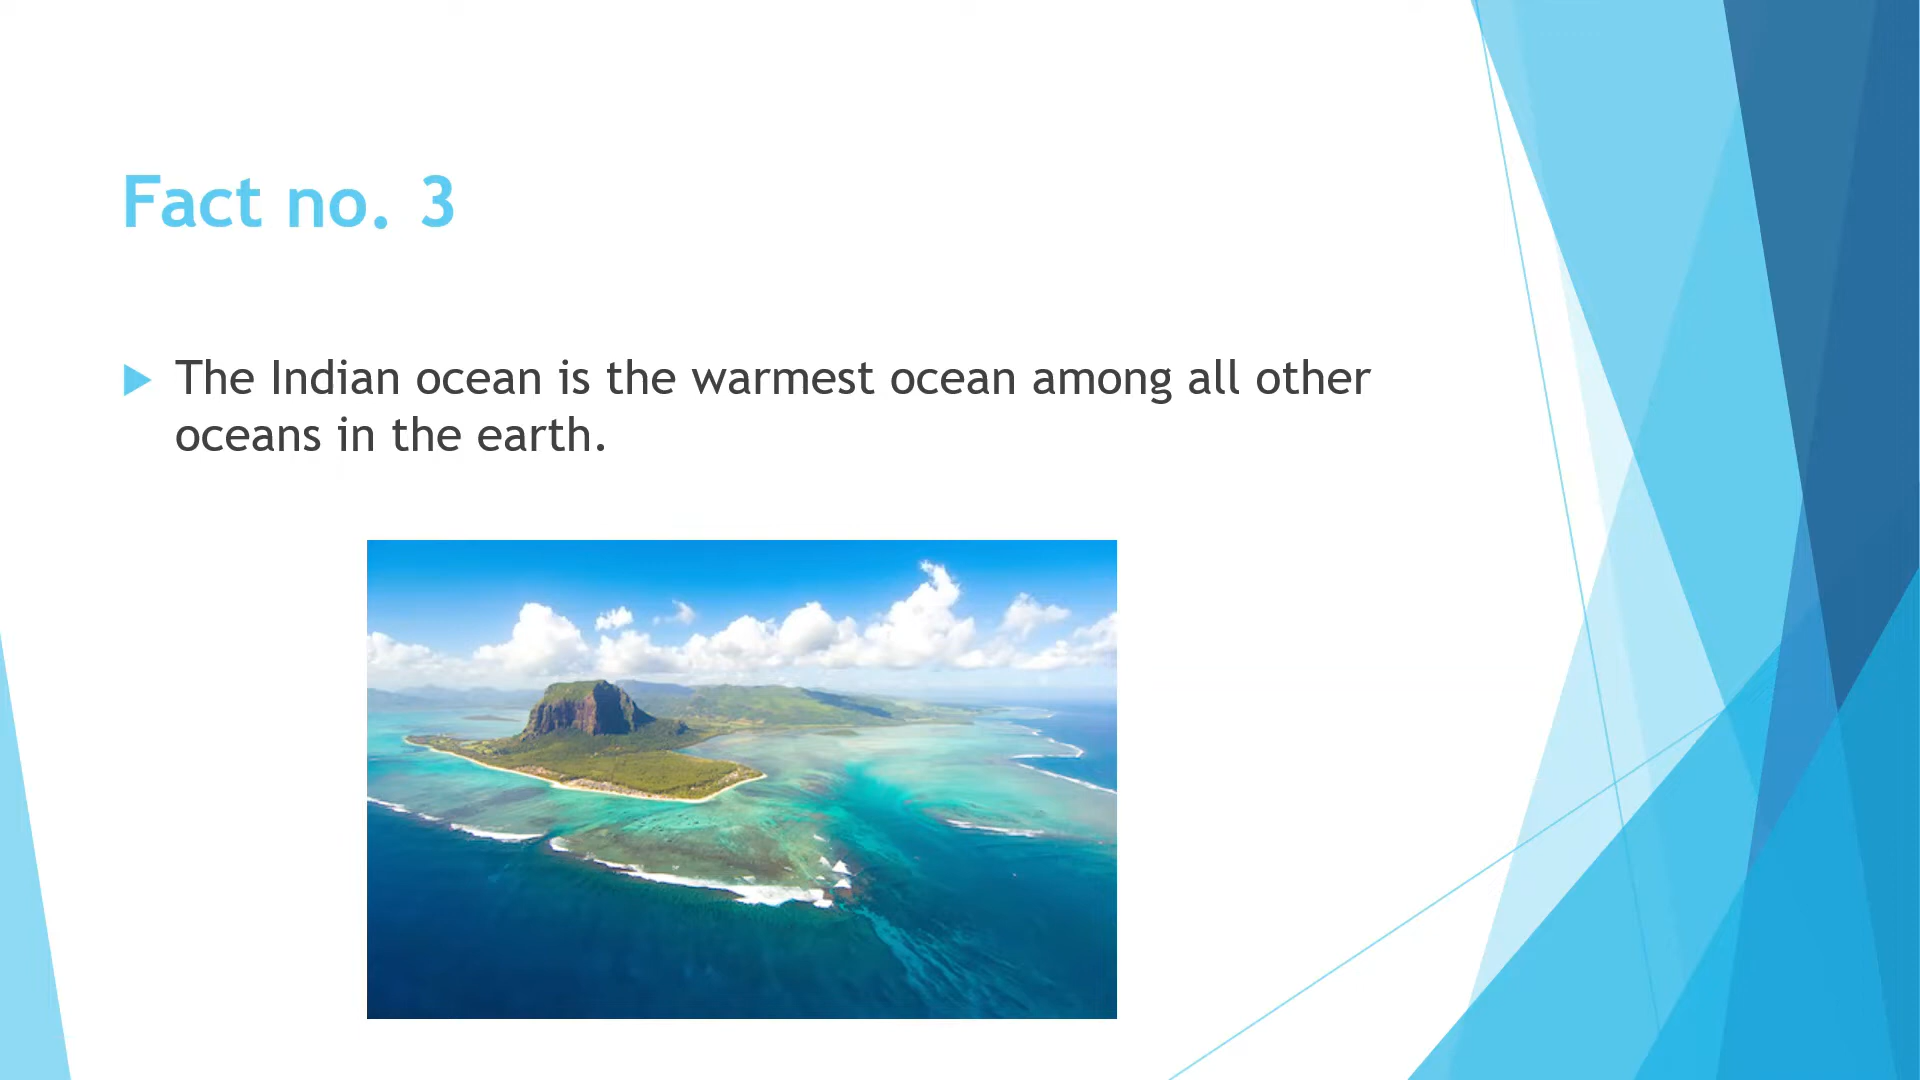 Fact no. 3
The Indian ocean is the warmest ocean among all other
oceans in the earth.